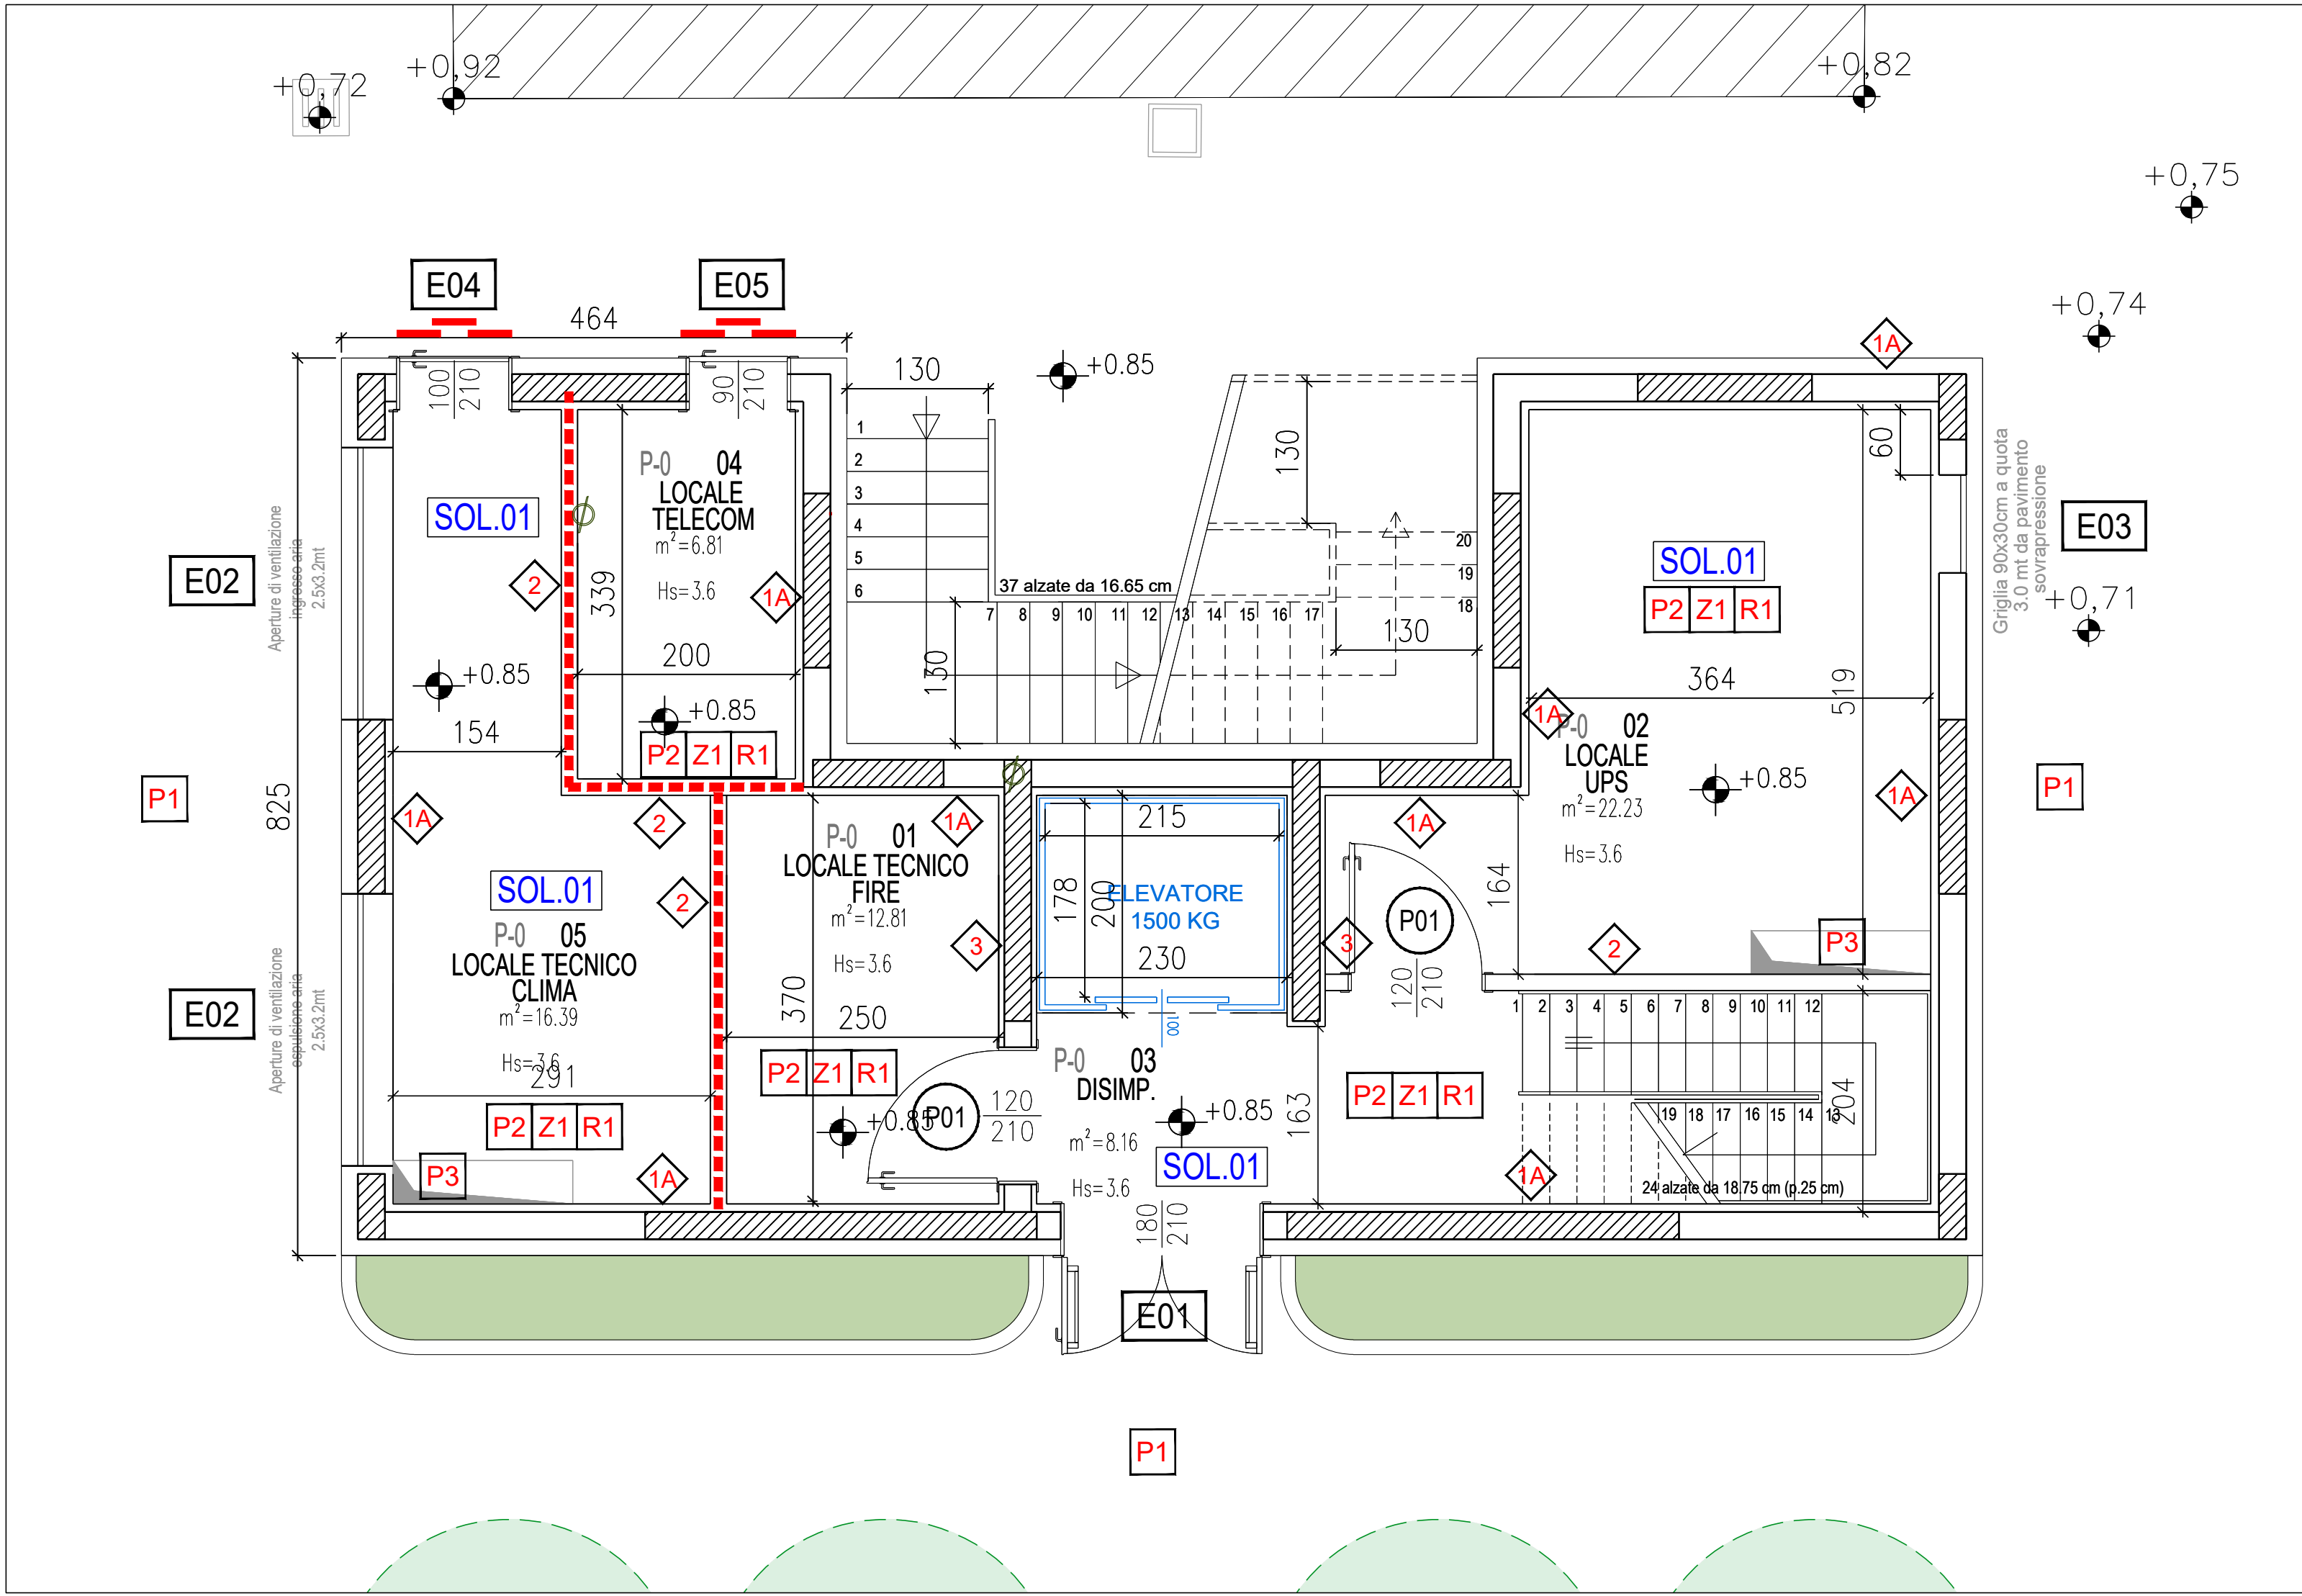 +0,92
+0,82
+0,72
+0,75
E04
E05
+0,74
464
1A
130
+0.85
100
210
90
210
1
2
3
4
5
6
130
60
Griglia 90x30cm a quota
3.0 mt da pavimento
sovrapressione
E03
P-0 04
LOCALE
TELECOM
m²=6.81
Hs=3.6
SOL.01
Aperture di ventilazione
ingresso aria
2.5x3.2mt
E02
2
339
1A
37 alzate da 16.65 cm
7 8 9 10 11 12 13 14 15 16 17
20
19
18
130
SOL.01
P2 Z1 R1
+0,71
200
+0.85
+0.85
154
P2 Z1 R1
130
364
519
1A
P-0 02
LOCALE
UPS
m²=22.23
Hs=3.6
+0.85
P1
825
1A
2
P-0 01
LOCALE TECNICO
FIRE
m²=12.81
Hs=3.6
1A
215
178
200
ELEVATORE
1500 KG
230
100
1A
1A
P1
164
P01
120
210
3
3
2
P3
SOL.01
2
P-0 05
LOCALE TECNICO
CLIMA
m²=16.39
Hs=3.6
291
Aperture di ventilazione
espulsione aria
2.5x3.2mt
E02
370
250
P2 Z1 R1
+0.85
P01
120
210
P-0 03
DISIMP.
m²=8.16
Hs=3.6
+0.85
SOL.01
163
P2 Z1 R1
1 2 3 4 5 6 7 8 9 10 11 12
19 18 17 16 15 14 13
204
24 alzate da 18.75 cm (p.25 cm)
1A
P2 Z1 R1
P3
1A
180
210
E01
P1